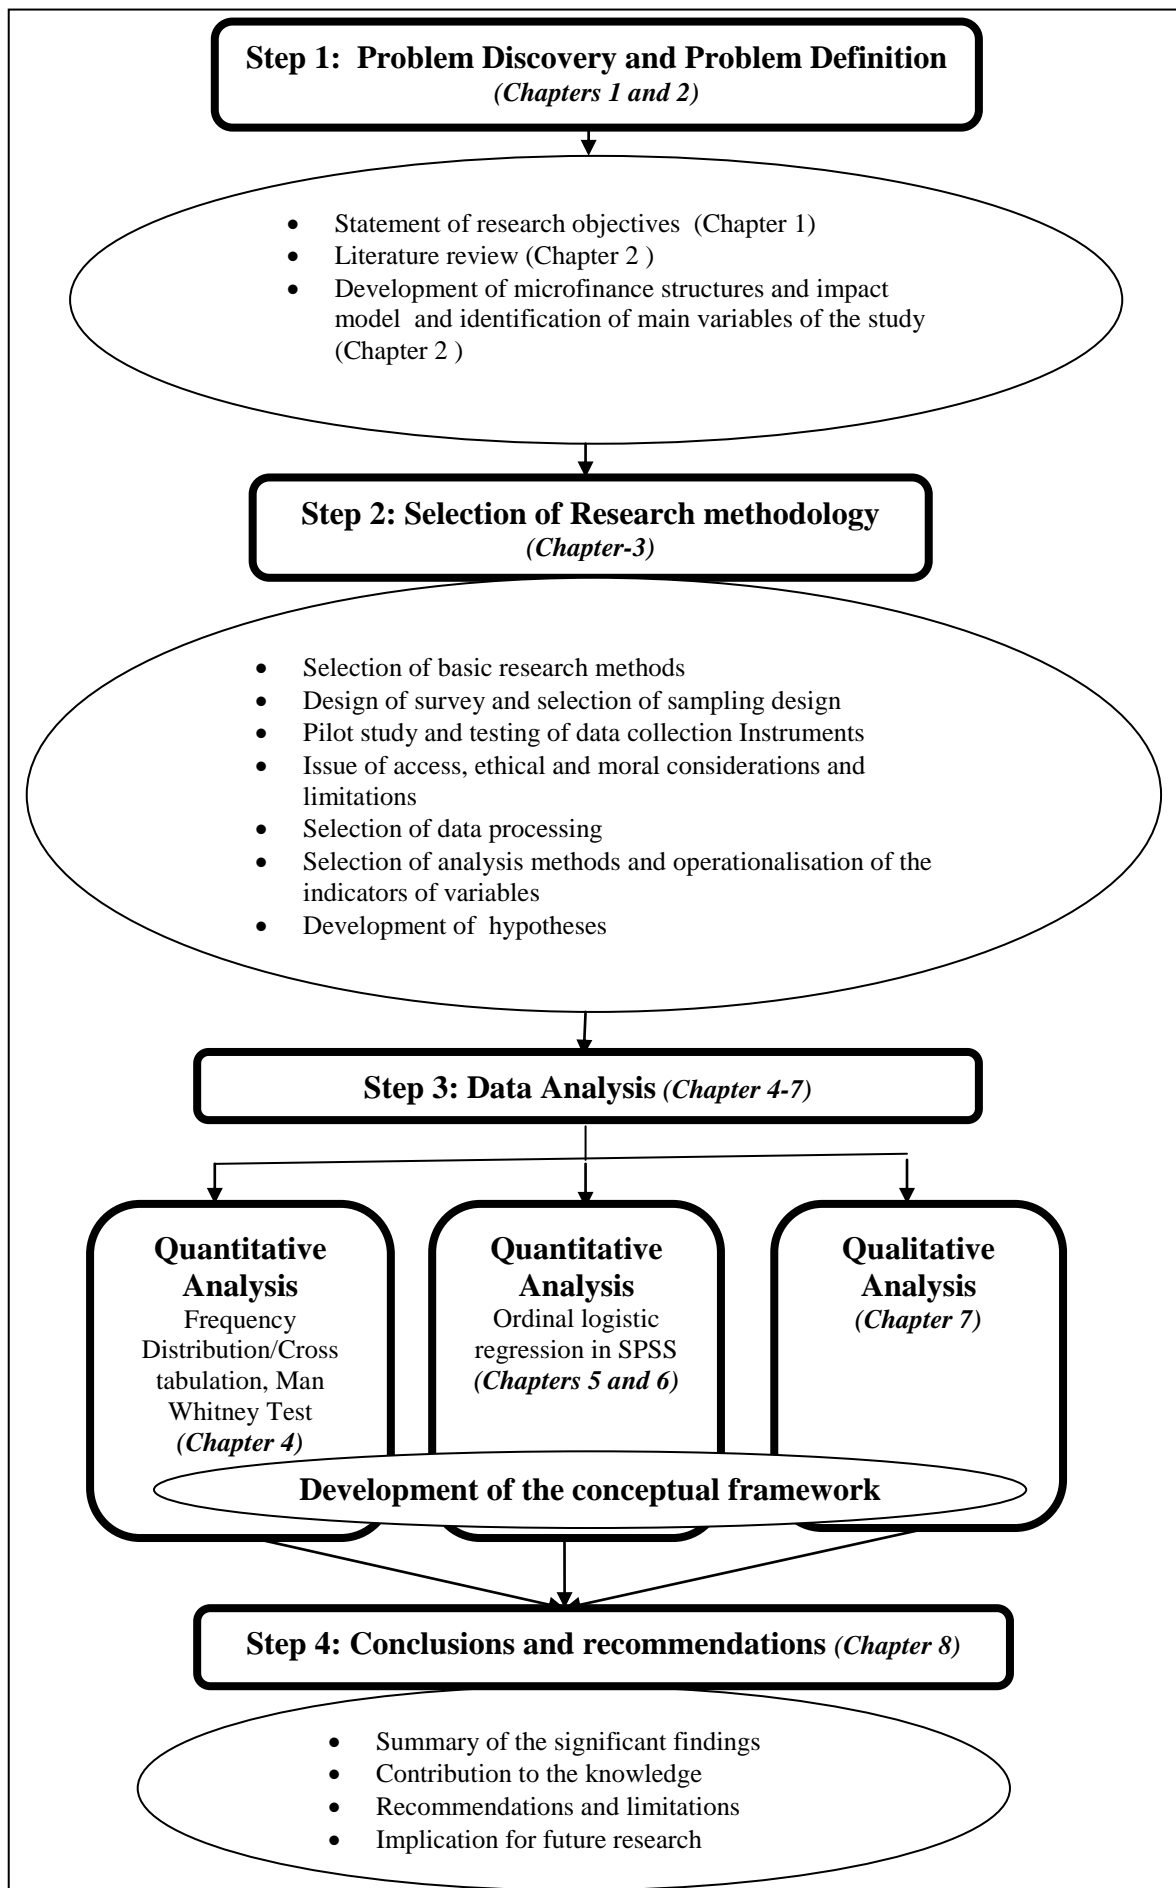 Step 1: Problem Discovery and Problem Definition
(Chapters 1 and 2)
• Statement of research objectives (Chapter 1)
• Literature review (Chapter 2 )
• Development of microfinance structures and impact
model and identification of main variables of the study
(Chapter 2 )
Step 2: Selection of Research methodology
(Chapter-3)
• Selection of basic research methods
• Design of survey and selection of sampling design
• Pilot study and testing of data collection Instruments
• Issue of access, ethical and moral considerations and
limitations
• Selection of data processing
• Selection of analysis methods and operationalisation of the
indicators of variables
• Development of hypotheses
Step 3: Data Analysis (Chapter 4-7)
Quantitative
Analysis
Frequency
Distribution/Cross
tabulation, Man
Whitney Test
(Chapter 4)
Quantitative
Analysis
Ordinal logistic
regression in SPSS
(Chapters 5 and 6)
Qualitative
Analysis
(Chapter 7)
Development of the conceptual framework
Step 4: Conclusions and recommendations (Chapter 8)
• Summary of the significant findings
• Contribution to the knowledge
• Recommendations and limitations
• Implication for future research